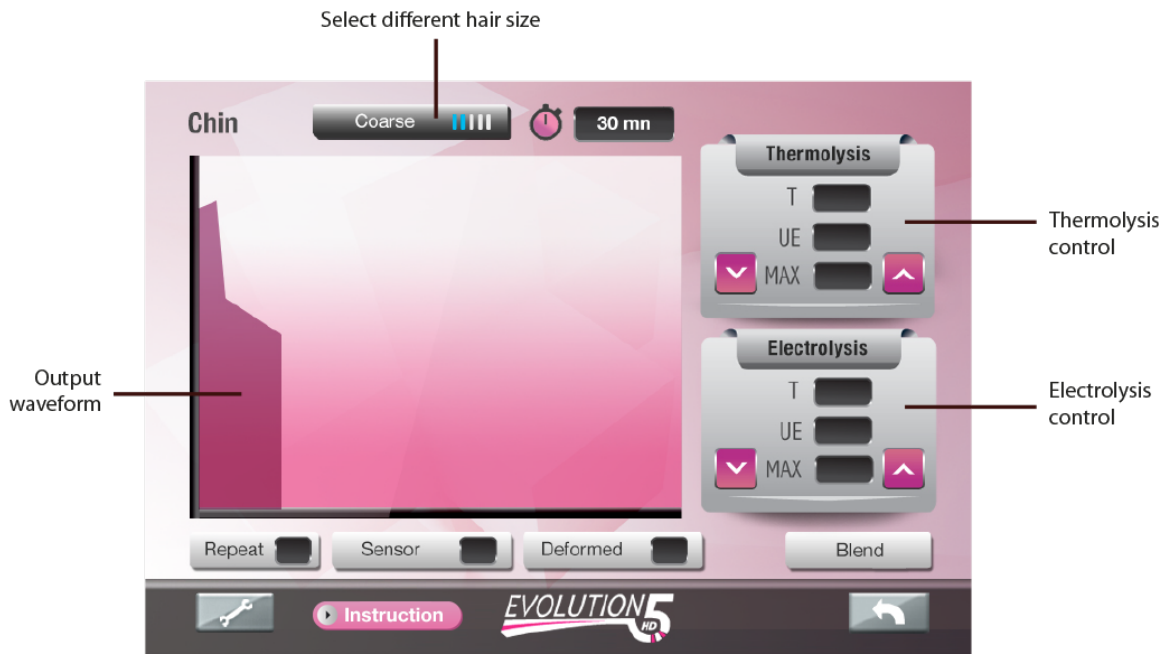 Select different hair size
Chin
Coarse
30 mn
Thermolysis
T
UE
MAX
Thermolysis
control
Output
waveform
Electrolysis
T
UE
MAX
Electrolysis
control
Repeat
Sensor
Deformed
Blend
Instruction
EVOLUTION 5
HD